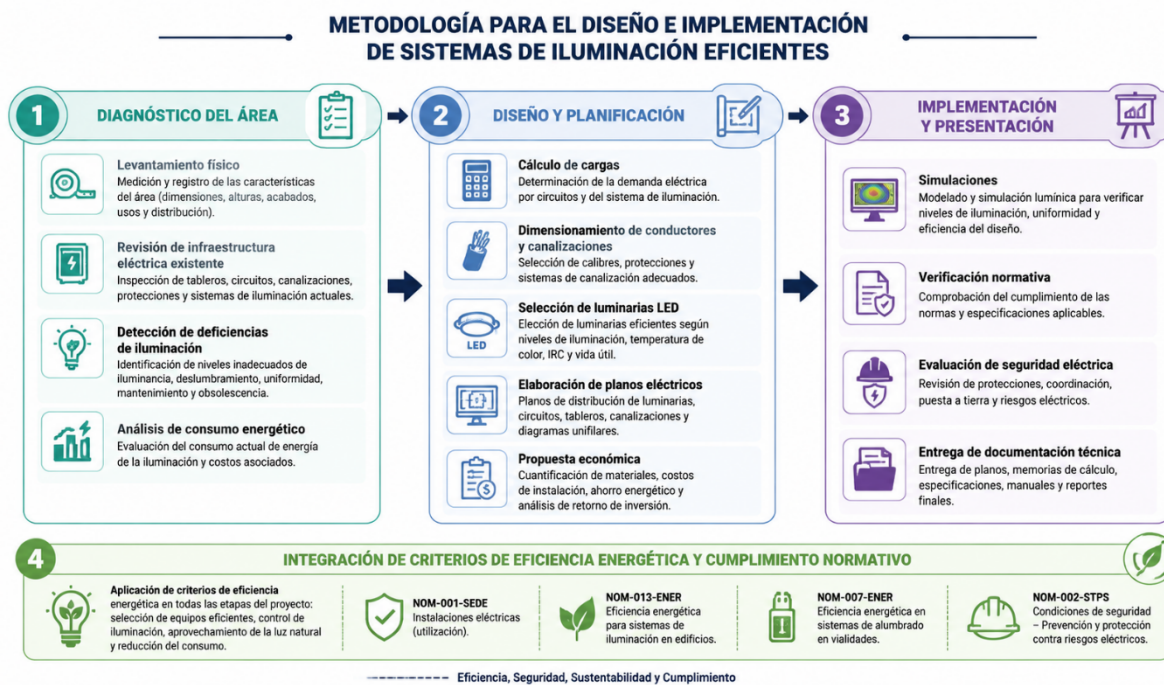 METODOLOGÍA PARA EL DISEÑO E IMPLEMENTACIÓN
DE SISTEMAS DE ILUMINACIÓN EFICIENTES
1
DIAGNÓSTICO DEL ÁREA
Levantamiento físico
Medición y registro de las características
del área (dimensiones, alturas, acabados,
usos y distribución).
Revisión de infraestructura
eléctrica existente
Inspección de tableros, circuitos, canalizaciones,
protecciones y sistemas de iluminación actuales.
Detección de deficiencias
de iluminación
Identificación de niveles inadecuados de
iluminancia, deslumbramiento, uniformidad,
mantenimiento y obsolescencia.
Análisis de consumo energético
Evaluación del consumo actual de energía
de la iluminación y costos asociados.
2
DISEÑO Y PLANIFICACIÓN
Cálculo de cargas
Determinación de la demanda eléctrica
por circuitos y del sistema de iluminación.
Dimensionamiento de conductores
y canalizaciones
Selección de calibres, protecciones y
sistemas de canalización adecuados.
LED
Selección de luminarias LED
Elección de luminarias eficientes según
niveles de iluminación, temperatura de
color, IRC y vida útil.
Elaboración de planos eléctricos
Planos de distribución de luminarias,
circuitos, tableros, canalizaciones y
diagramas unifilares.
Propuesta económica
Cuantificación de materiales, costos
de instalación, ahorro energético y
análisis de retorno de inversión.
3
IMPLEMENTACIÓN
Y PRESENTACIÓN
Simulaciones
Modelado y simulación lumínica para verificar
niveles de iluminación, uniformidad y
eficiencia del diseño.
Verificación normativa
Comprobación del cumplimiento de las
normas y especificaciones aplicables.
Evaluación de seguridad eléctrica
Revisión de protecciones, coordinación,
puesta a tierra y riesgos eléctricos.
Entrega de documentación técnica
Entrega de planos, memorias de cálculo,
especificaciones, manuales y reportes
finales.
4
INTEGRACIÓN DE CRITERIOS DE EFICIENCIA ENERGÉTICA Y CUMPLIMIENTO NORMATIVO
Aplicación de criterios de eficiencia
energética en todas las etapas del proyecto:
selección de equipos eficientes, control de
iluminación, aprovechamiento de la luz natural
y reducción del consumo.
NOM-001-SEDE
Instalaciones eléctricas
(utilización).
NOM-013-ENER
Eficiencia energética
para sistemas de
iluminación en edificios.
NOM-007-ENER
Eficiencia energética en
sistemas de alumbrado
en vialidades.
NOM-002-STPS
Condiciones de seguridad
– Prevención y protección
contra riesgos eléctricos.
Eficiencia, Seguridad, Sustentabilidad y Cumplimiento